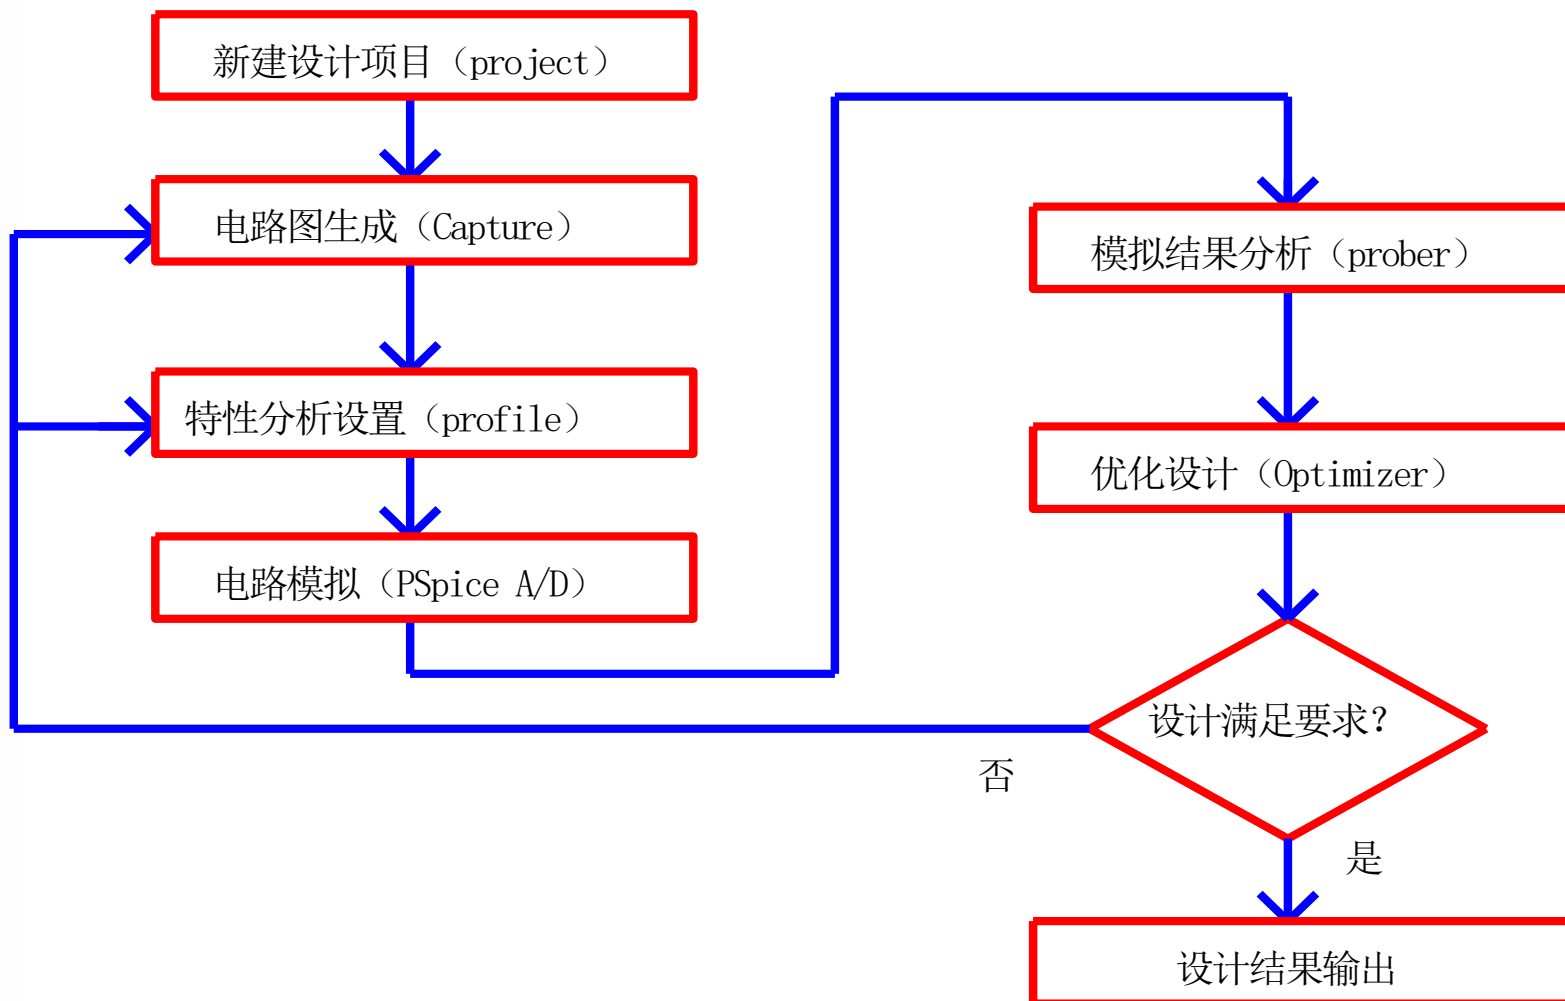 新建设计项目（project）
电路图生成（Capture）
特性分析设置（profile）
电路模拟（PSpice A/D）
模拟结果分析（prober）
优化设计（Optimizer）
设计满足要求？
否
是
设计结果输出